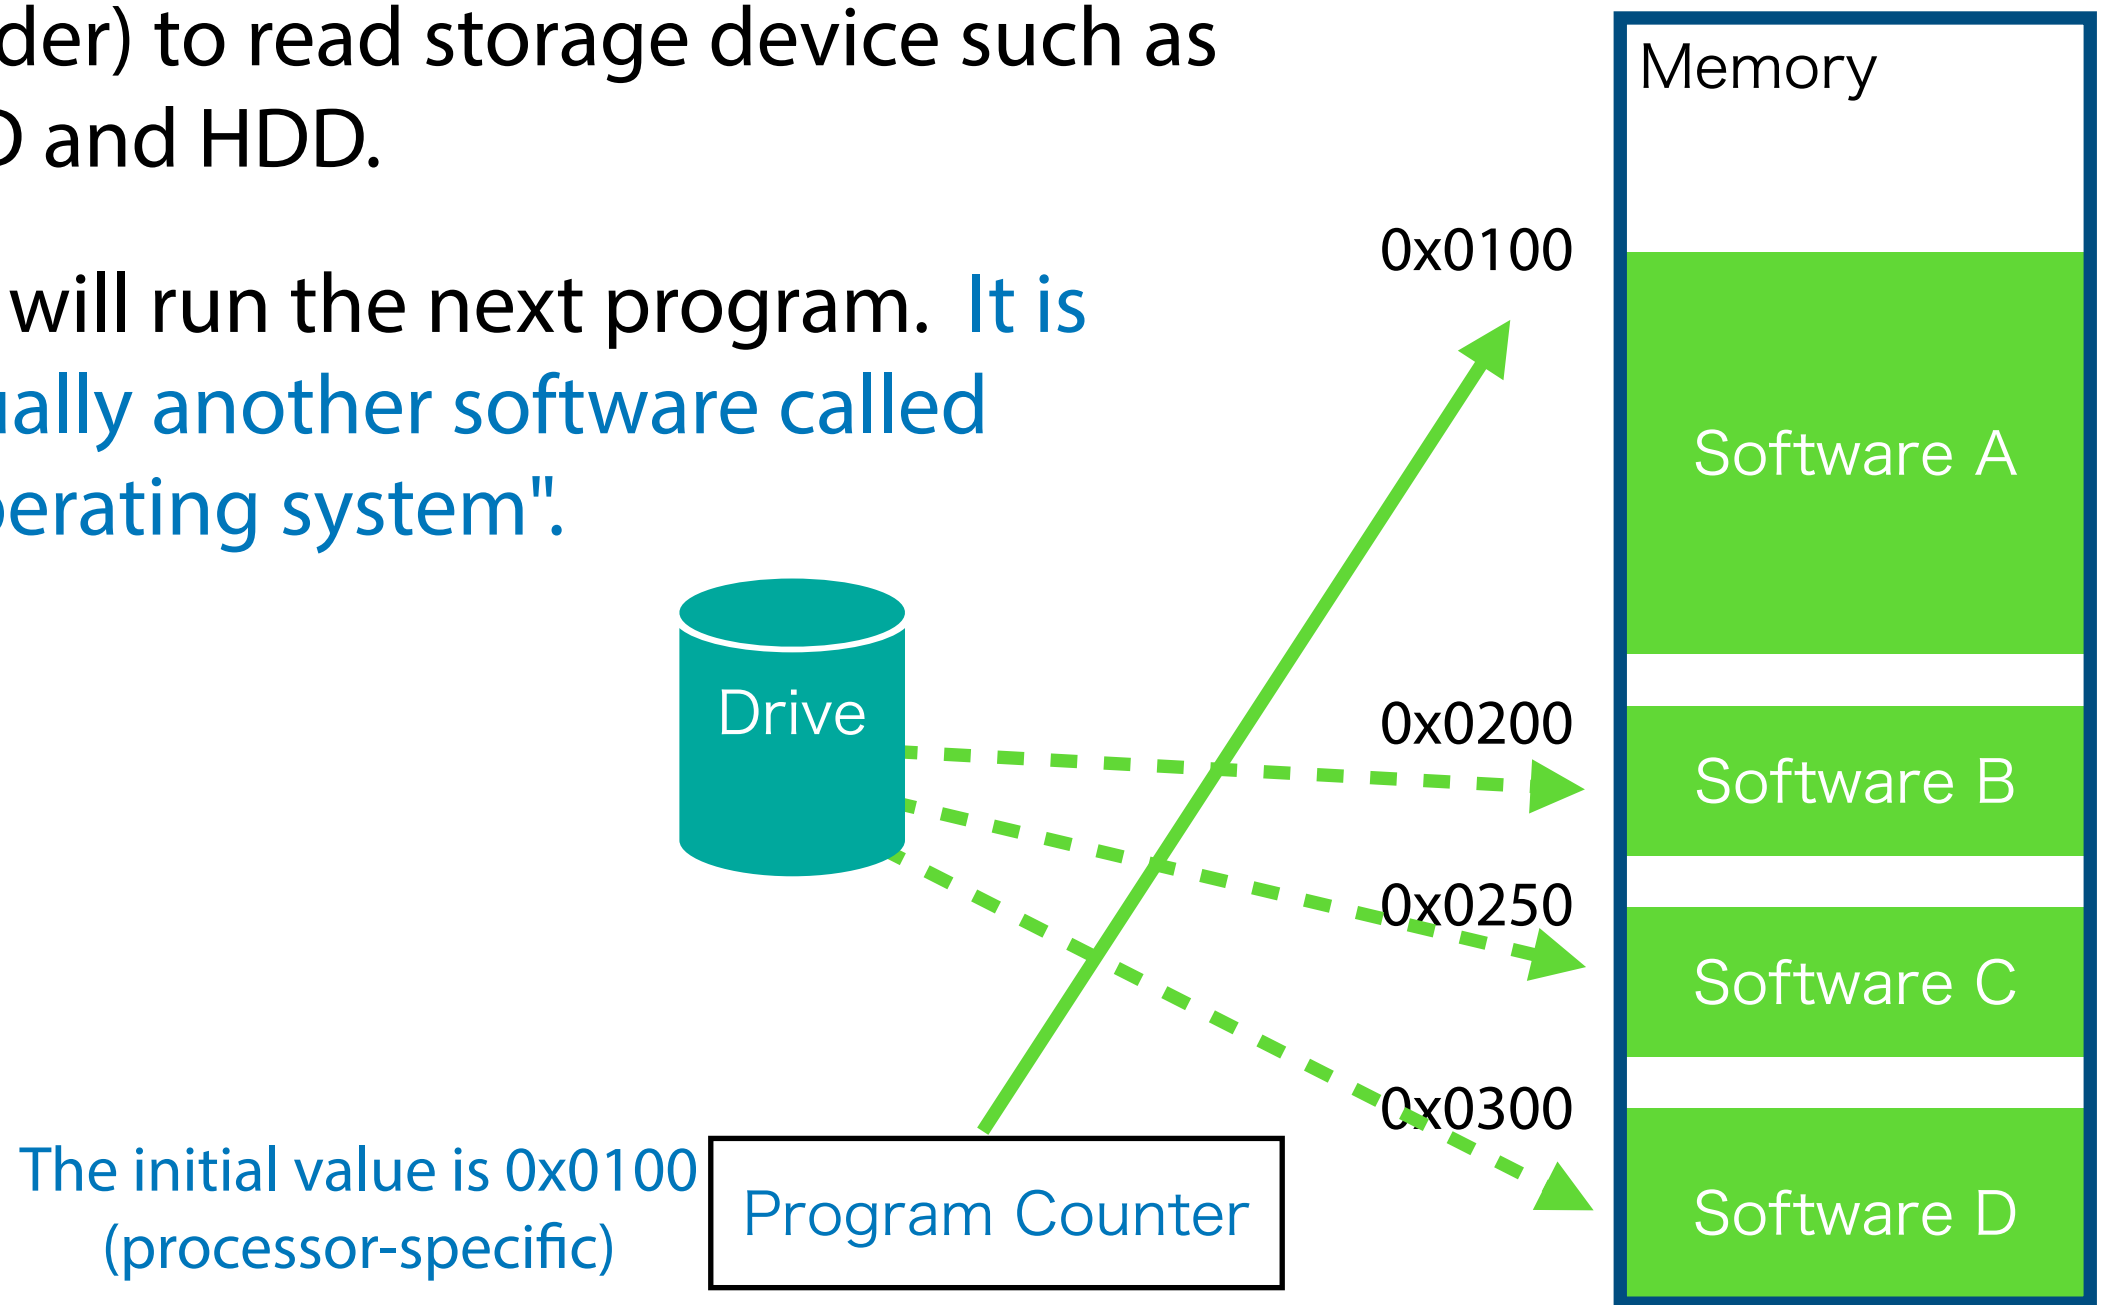 der) to read storage device such as
D and HDD.
will run the next program. It is
ually another software called
perating system".
Memory
0x0100
Software A
Drive
0x0200
Software B
0x0250
Software C
0x0300
Software D
The initial value is 0x0100
(processor-specific)
Program Counter